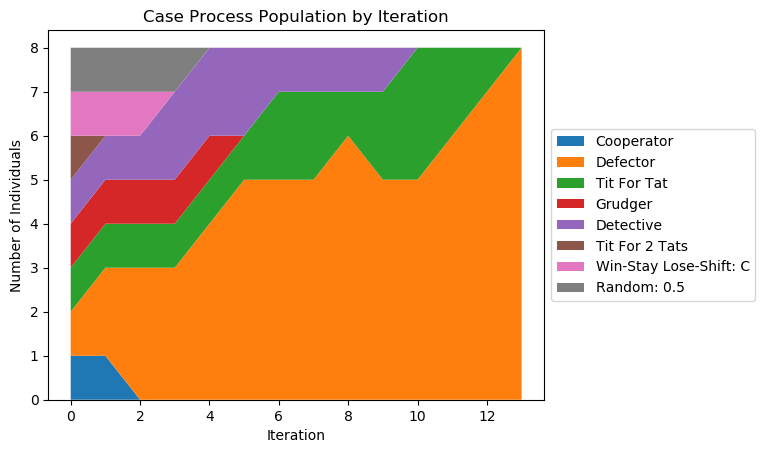 Case Process Population by Iteration
Number of Individuals
8
7
6
5
4
3
2
1
0
0 2 4 6 8 10 12
Iteration
Cooperator
Defector
Tit For Tat
Grudger
Detective
Tit For 2 Tats
Win-Stay Lose-Shift: C
Random: 0.5